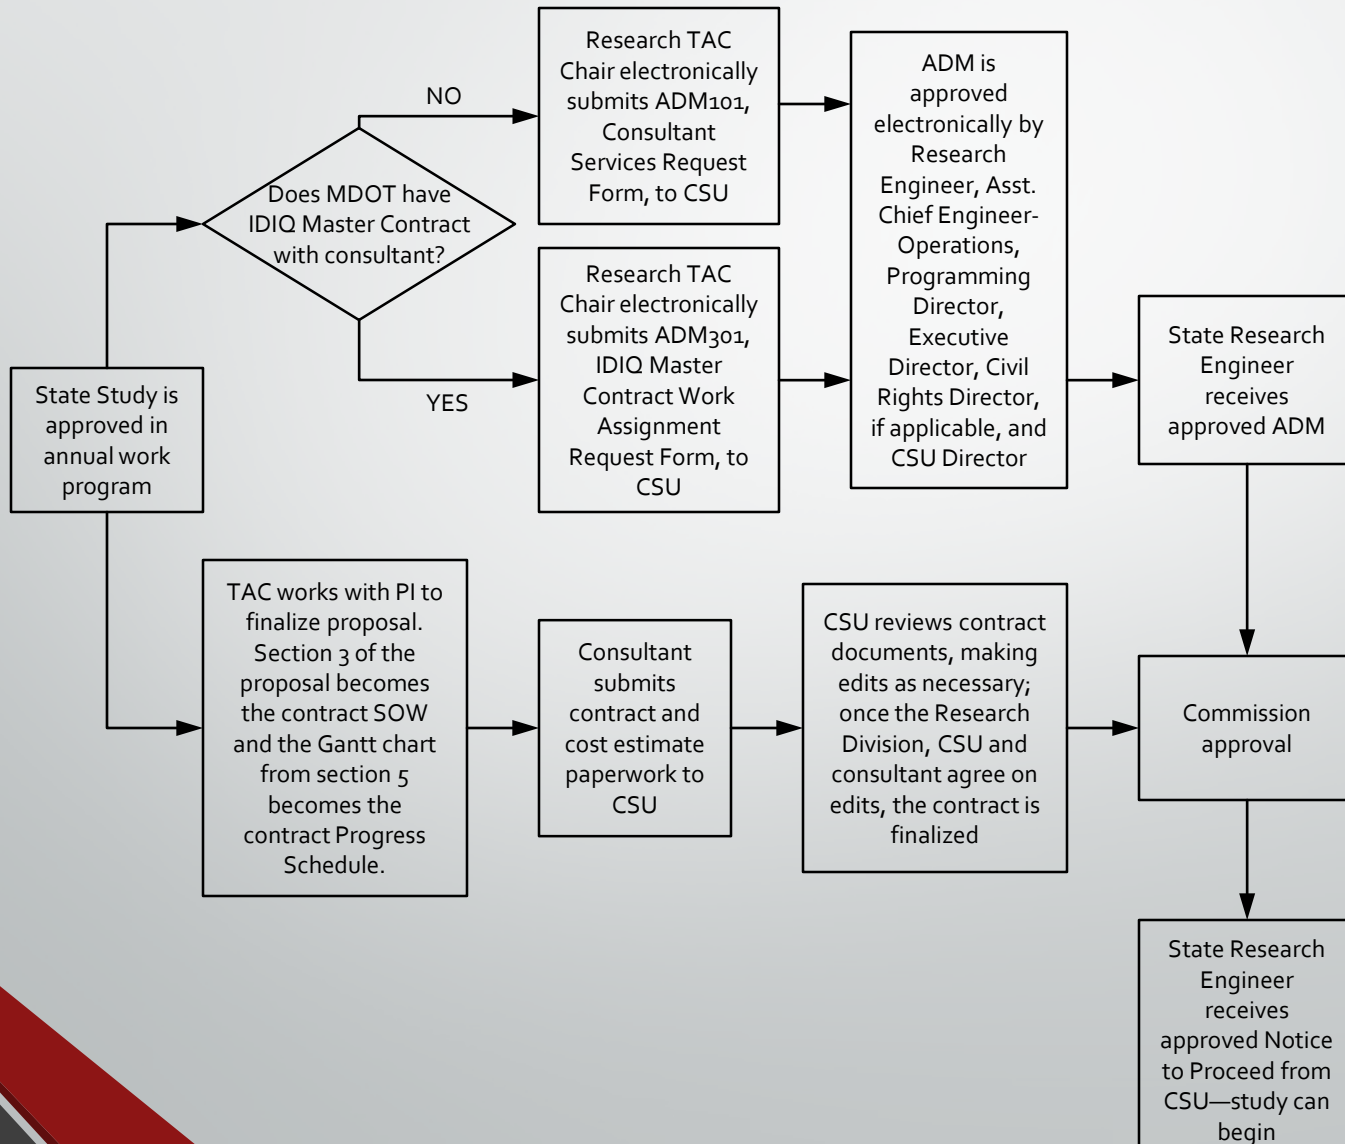 State Study is
approved in
annual work
program
Does MDOT have
IDIQ Master Contract
with consultant?
NO
YES
Research TAC
Chair electronically
submits ADM101,
Consultant
Services Request
Form, to CSU
Research TAC
Chair electronically
submits ADM301,
IDIQ Master
Contract Work
Assignment
Request Form, to
CSU
ADM is
approved
electronically by
Research
Engineer, Asst.
Chief Engineer-
Operations,
Programming
Director,
Executive
Director, Civil
Rights Director,
if applicable, and
CSU Director
State Research
Engineer
receives
approved ADM
TAC works with PI to
finalize proposal.
Section 3 of the
proposal becomes
the contract SOW
and the Gantt chart
from section 5
becomes the
contract Progress
Schedule.
Consultant
submits
contract and
cost estimate
paperwork to
CSU
CSU reviews contract
documents, making
edits as necessary;
once the Research
Division, CSU and
consultant agree on
edits, the contract is
finalized
Commission
approval
State Research
Engineer
receives
approved Notice
to Proceed from
CSU—study can
begin